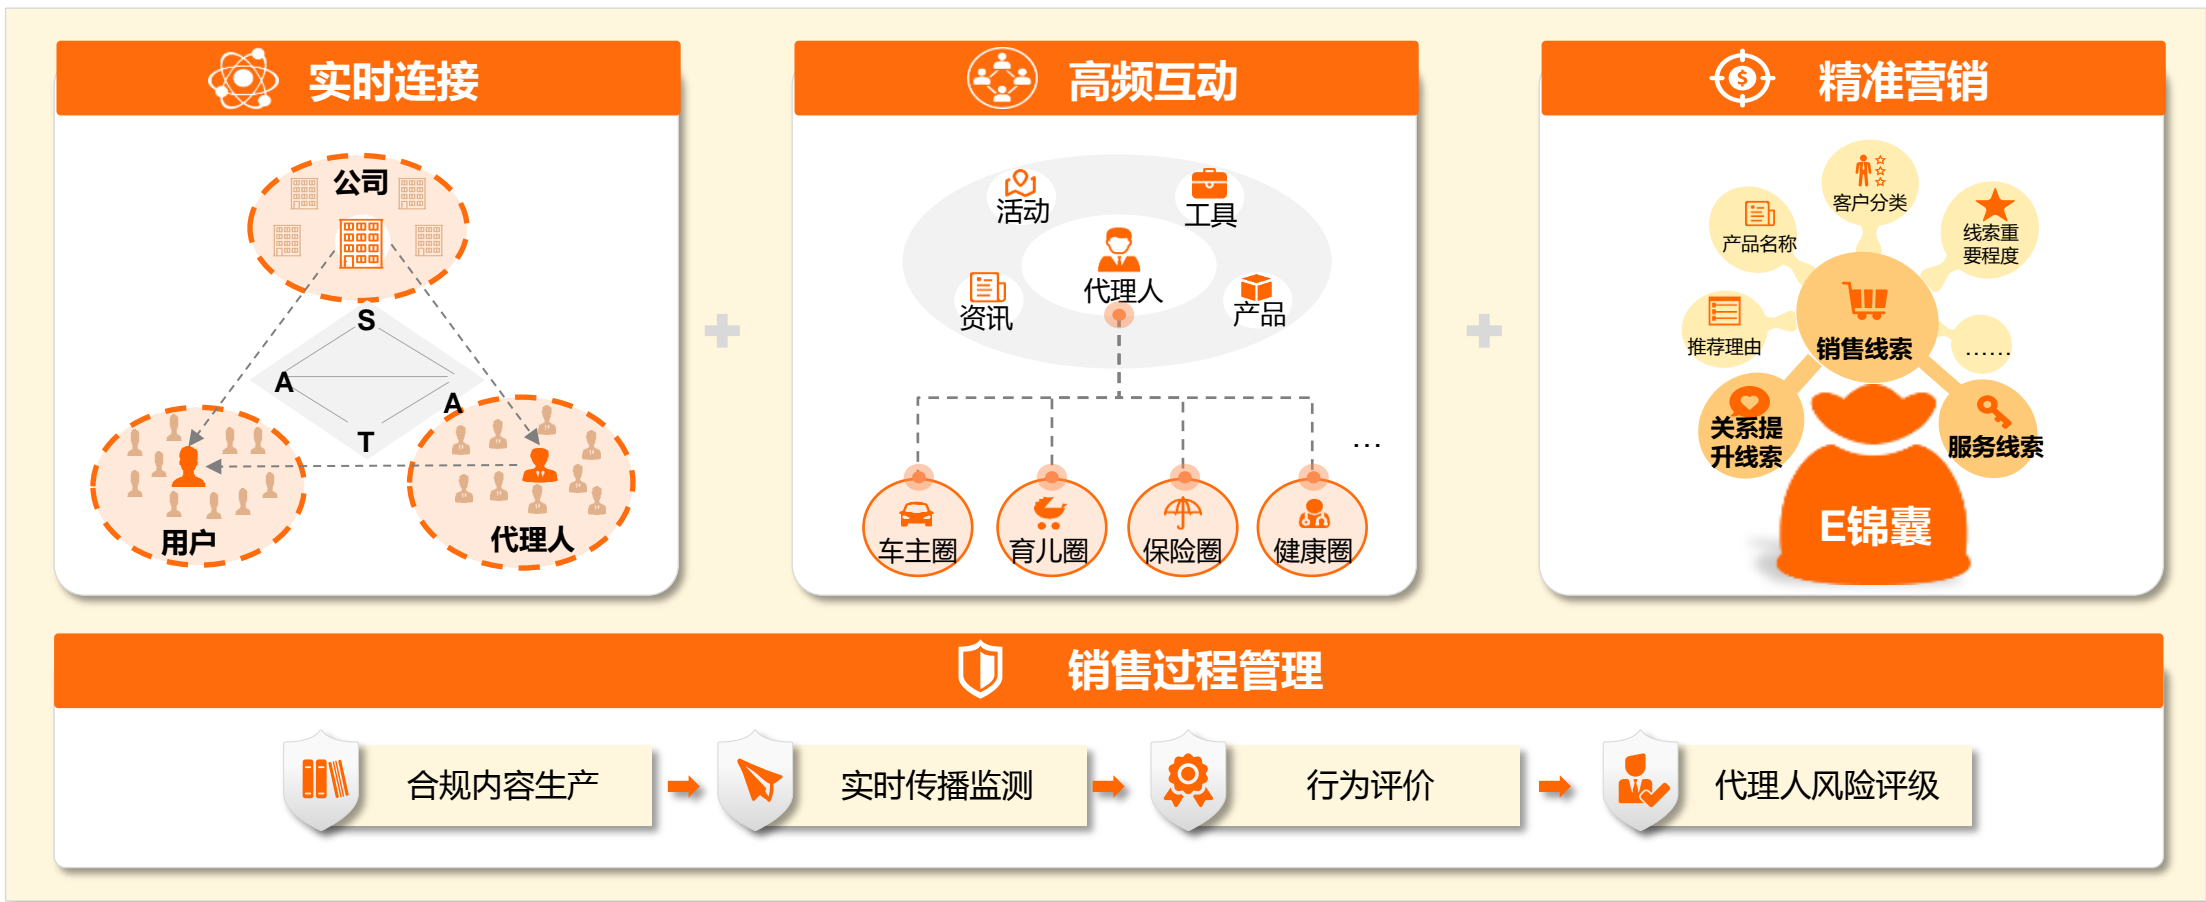 实时连接
公司
S
A
A
T
用户
代理人
高频互动
活动
工具
代理人
资讯
产品
...
车主圈
育儿圈
保险圈
健康圈
精准营销
客户分类
产品名称
线索重
要程度
推荐理由
销售线索
......
关系提
升线索
服务线索
E锦囊
销售过程管理
合规内容生产
实时传播监测
行为评价
代理人风险评级